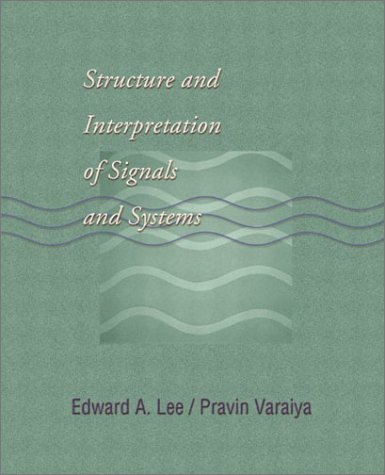 Structure and
Interpretation
of Signals
and Systems
Edward A. Lee / Pravin Varaiya